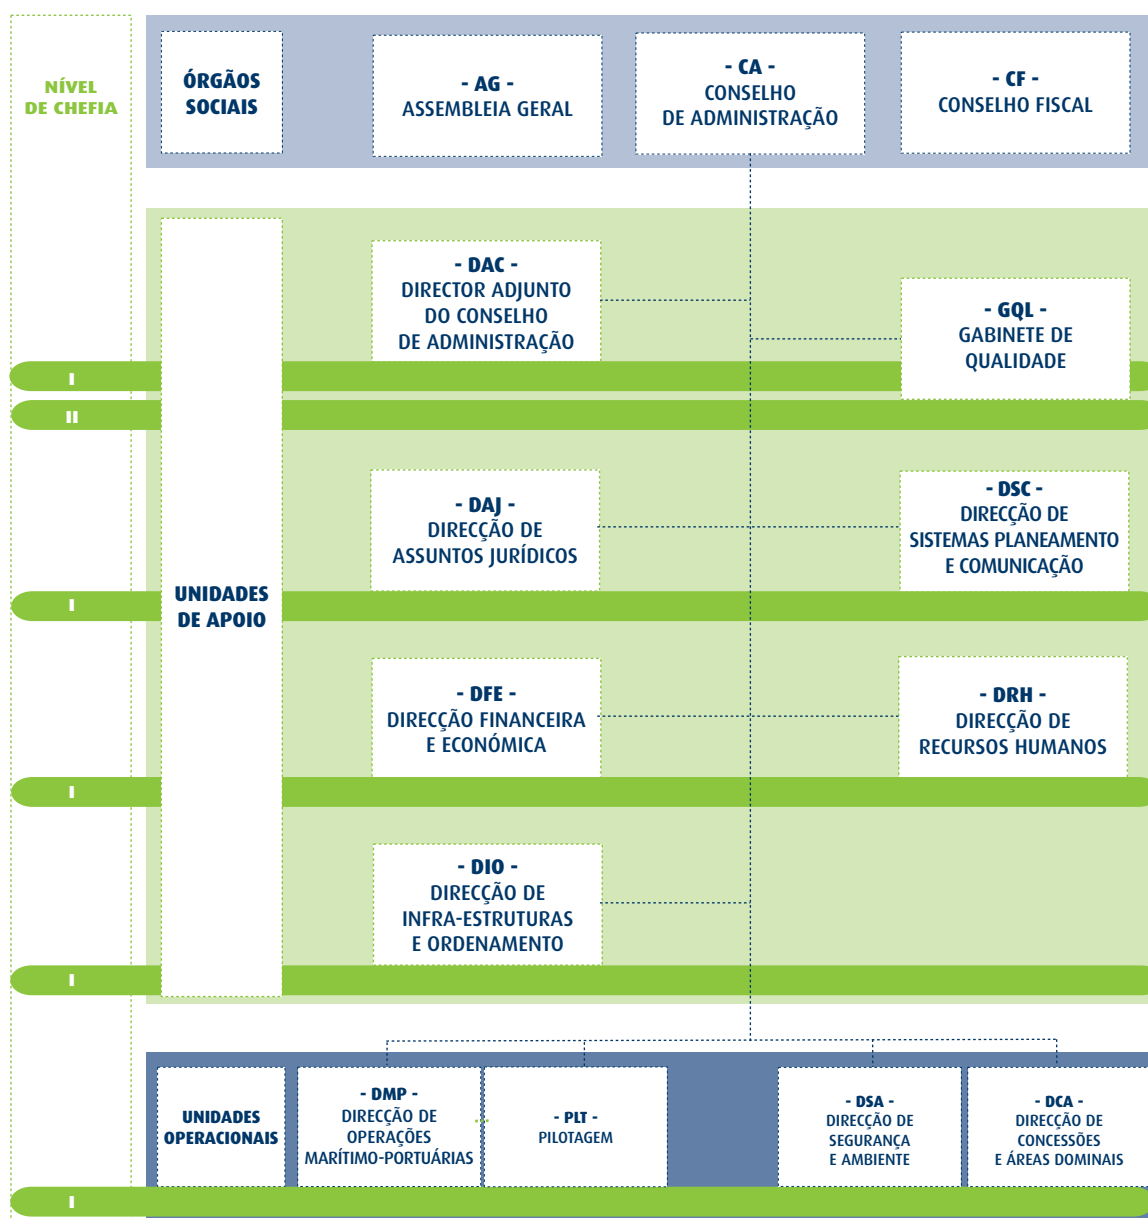 NÍVEL
DE CHEFIA
ÓRGÃOS
SOCIAIS
- AG -
ASSEMBLEIA GERAL
- CA -
CONSELHO
DE ADMINISTRAÇÃO
- CF -
CONSELHO FISCAL
UNIDADES
DE APOIO
- DAC -
DIRECTOR ADJUNTO
DO CONSELHO
DE ADMINISTRAÇÃO
- GQL -
GABINETE DE
QUALIDADE
I
II
- DAJ -
DIRECÇÃO DE
ASSUNTOS JURÍDICOS
- DSC -
DIRECÇÃO DE
SISTEMAS PLANEAMENTO
E COMUNICAÇÃO
I
- DFE -
DIRECÇÃO FINANCEIRA
E ECONÓMICA
- DRH -
DIRECÇÃO DE
RECURSOS HUMANOS
I
- DIO -
DIRECÇÃO DE
INFRA-ESTRUTURAS
E ORDENAMENTO
I
UNIDADES
OPERACIONAIS
- DMP -
DIRECÇÃO DE
OPERAÇÕES
MARÍTIMO-PORTUÁRIAS
- PLT -
PILOTAGEM
- DSA -
DIRECÇÃO DE
SEGURANÇA
E AMBIENTE
- DCA -
DIRECÇÃO DE
CONCESSÕES
E ÁREAS DOMINAIS
I